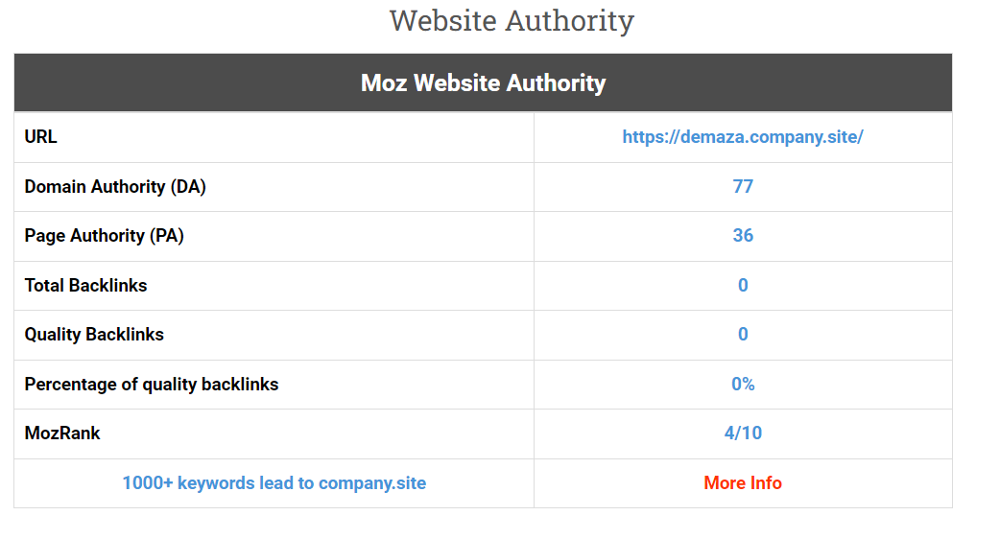 Website Authority
Moz Website Authority
URL https://demaza.company.site/
Domain Authority (DA) 77
Page Authority (PA) 36
Total Backlinks 0
Quality Backlinks 0
Percentage of quality backlinks 0%
MozRank 4/10
1000+ keywords lead to company.site More Info